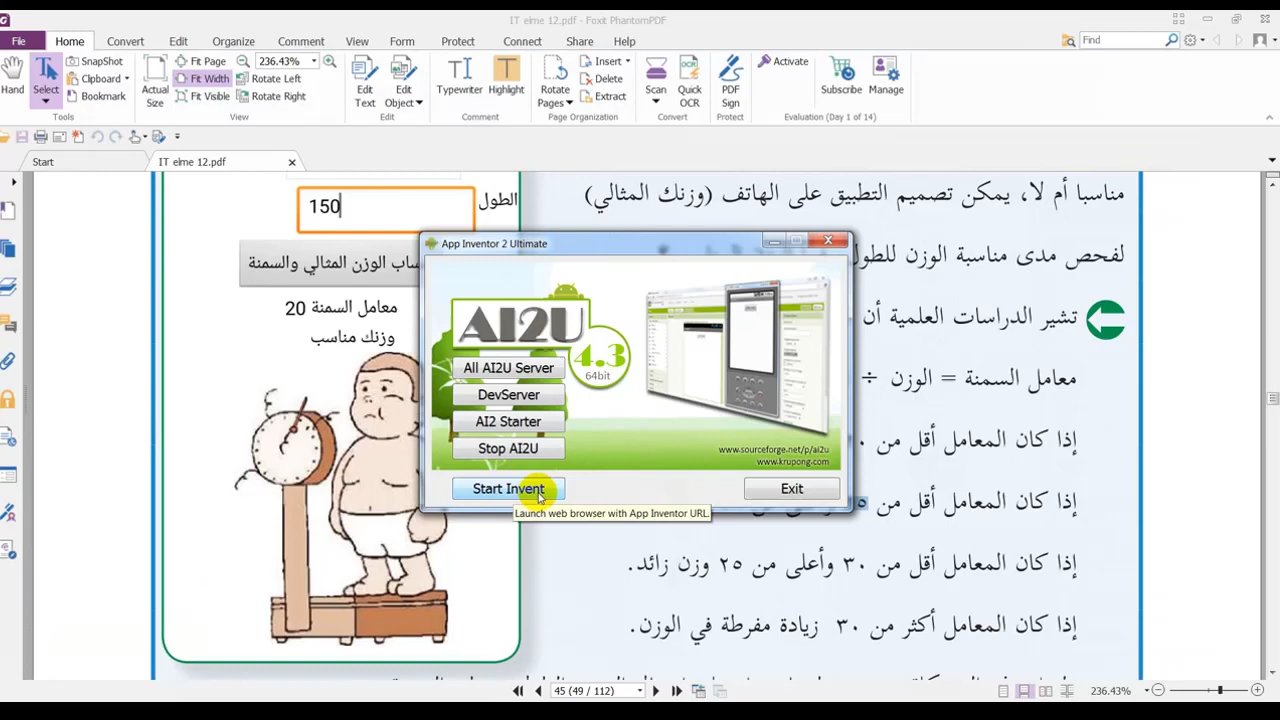 IT elme 12.pdf - Foxit PhantomPDF
File Home Convert Edit Organize Comment View Form Protect Connect Share Help Find
Hand
Select
SnapShot
Clipboard
Bookmark
Tools
Actual Size
Fit Page
Fit Width
Fit Visible
236.43%
Rotate Left
Rotate Right
View
Edit Text
Edit Object
Edit
Typewriter
Highlight
Comment
Rotate Pages
Insert
Delete
Extract
Page Organization
Scan
Quick OCR
Convert
PDF Sign
Protect
Activate
Subscribe
Manage
Evaluation (Day 1 of 14)
Start
IT elme 12.pdf
مناسبا أم لا، يمكن تصميم التطبيق على الهاتف (وزنك المثالي)
لفحص مدى مناسبة الوزن للطول
تشير الدراسات العلمية أن
معامل السمنة = الوزن ÷
إذا كان المعامل أقل من
إذا كان المعامل أقل من
إذا كان المعامل أقل من ٣٠ وأعلى من ٢٥ وزن زائد.
إذا كان المعامل أكثر من ٣٠ زيادة مفرطة في الوزن.
الطول 150
ساب الوزن المثالي والسمنة
معامل السمنة 20
وزنك مناسب
App Inventor 2 Ultimate
AI2U
4.3
64bit
All AI2U Server
DevServer
AI2 Starter
Stop AI2U
www.sourceforge.net/p/ai2u
www.krupong.com
Start Invent
Exit
Launch web browser with App Inventor URL.
45 (49 / 112)
236.43%